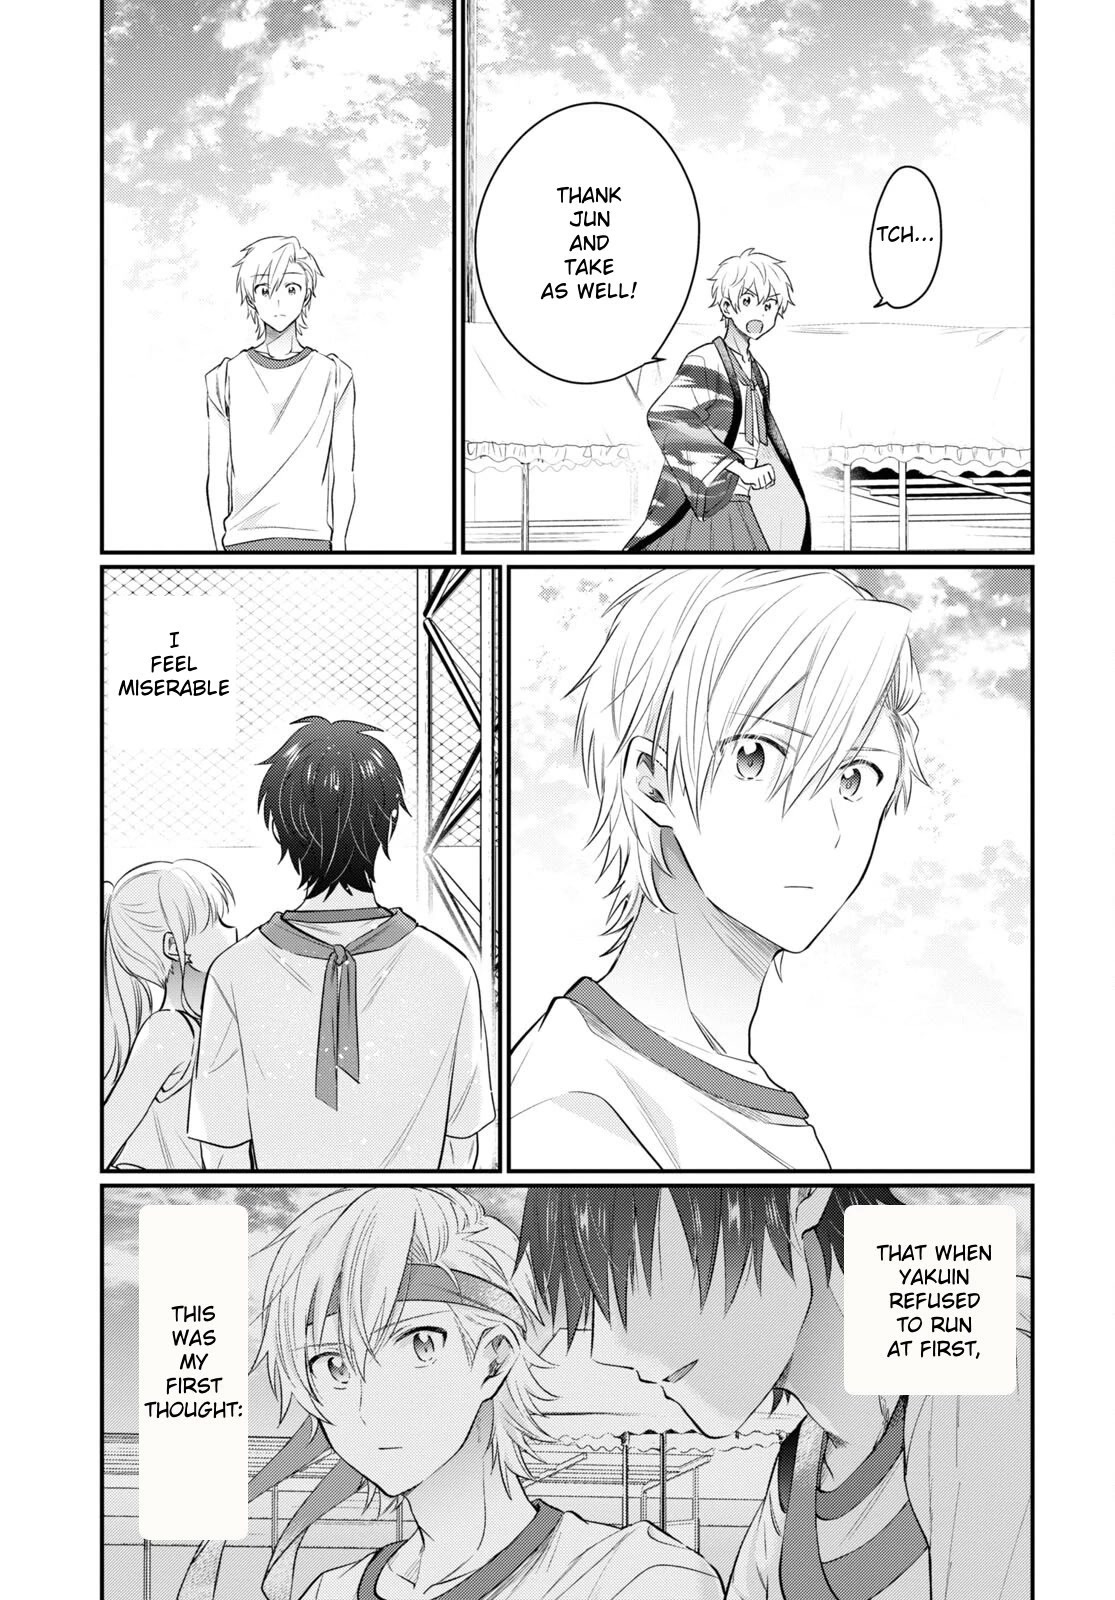 TCH...
THANK
JUN
AND
TAKE
AS WELL!
I
FEEL
MISERABLE
THAT WHEN
YAKUIN
REFUSED
TO RUN
AT FIRST,
THIS
WAS
MY
FIRST
THOUGHT: